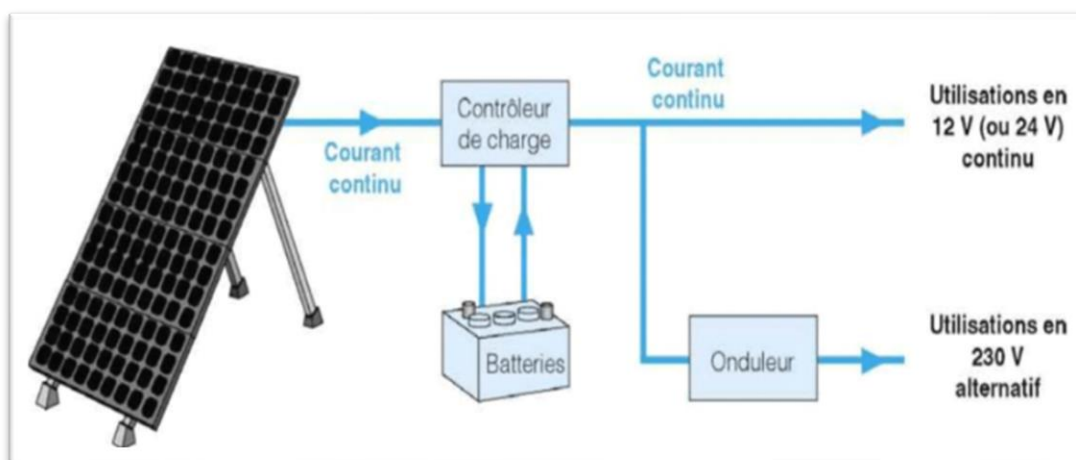 Courant
continu
Contrôleur
de charge
Courant
continu
Utilisations en
12 V (ou 24 V)
continu
Batteries
Onduleur
Utilisations en
230 V
alternatif